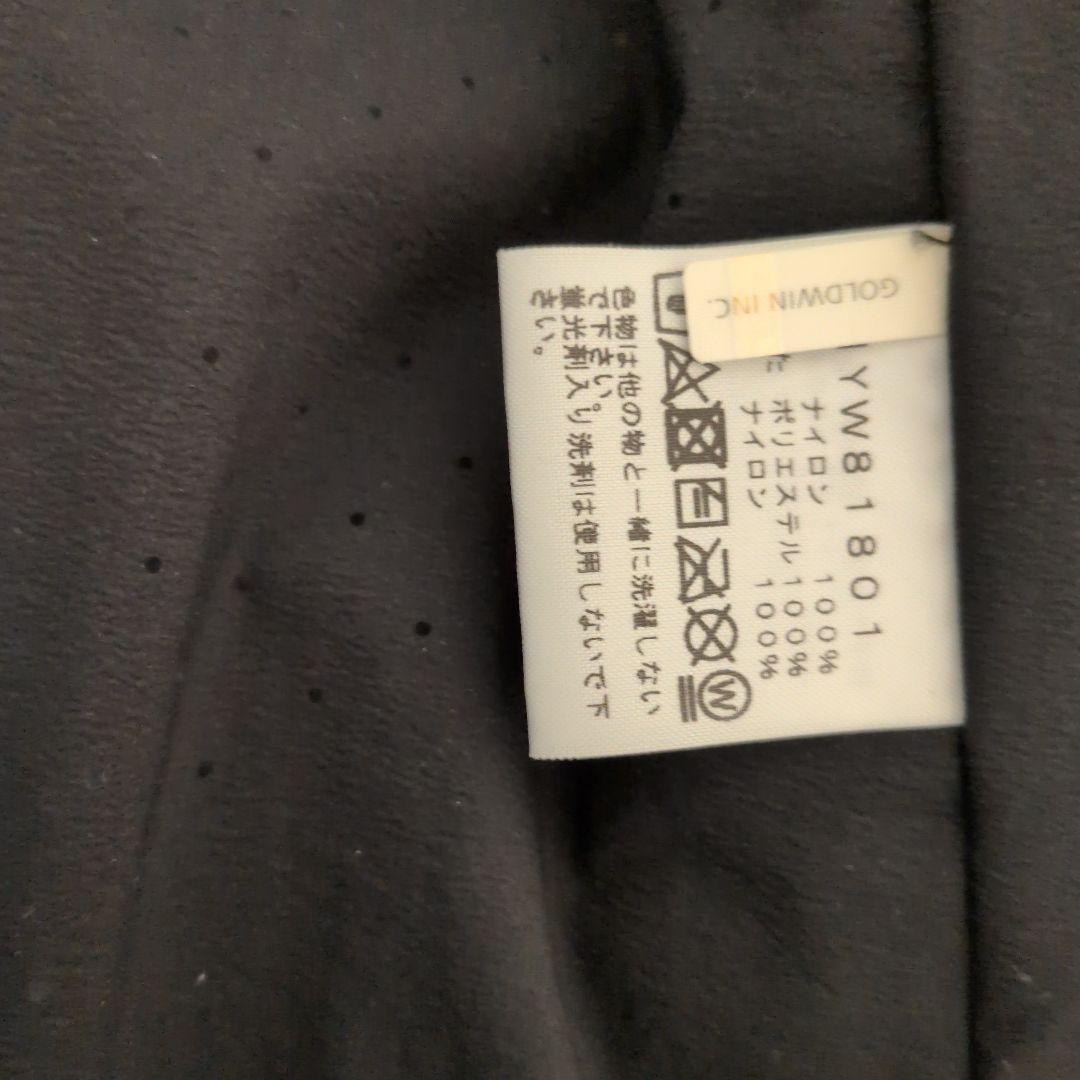 GOLDWIN INC.
YW81801
ナイロン 100%
ポリエステル 100%
ナイロン 100%
W
色物は他の物と一緒に洗濯しない
で下さい。
蛍光剤入り洗剤は使用しないで下
さい。